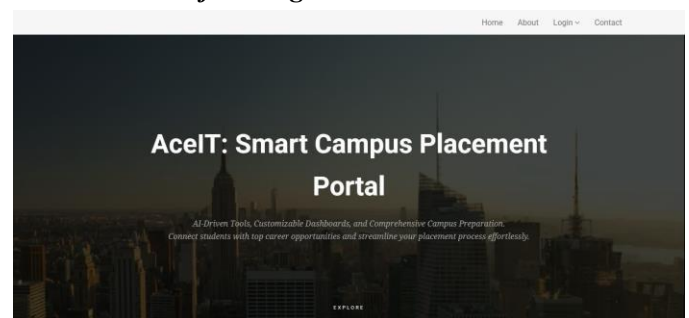 Home About Login Contact
AceIT: Smart Campus Placement
Portal
AI-Driven Tools, Customizable Dashboards, and Comprehensive Campus Preparation.
Connect students with top career opportunities and streamline your placement process effortlessly.
EXPLORE